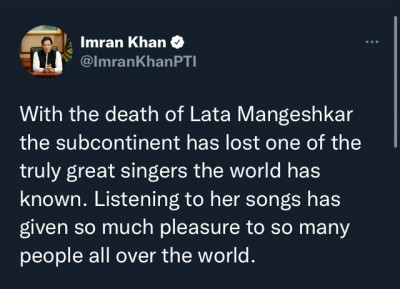 Imran Khan
@ImranKhanPTI
With the death of Lata Mangeshkar
the subcontinent has lost one of the
truly great singers the world has
known. Listening to her songs has
given so much pleasure to so many
people all over the world.